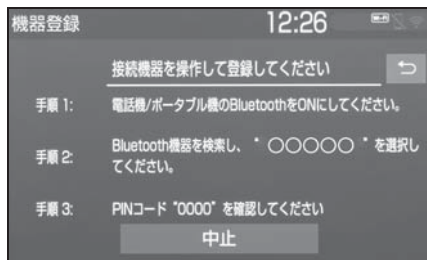 機器登録 12:26
接続機器を操作して登録してください
手順 1: 電話機/ポータブル機のBluetoothをONにしてください。
手順 2: Bluetooth機器を検索し、"○○○○○"を選択し
てください。
手順 3: PINコード"0000"を確認してください
中止